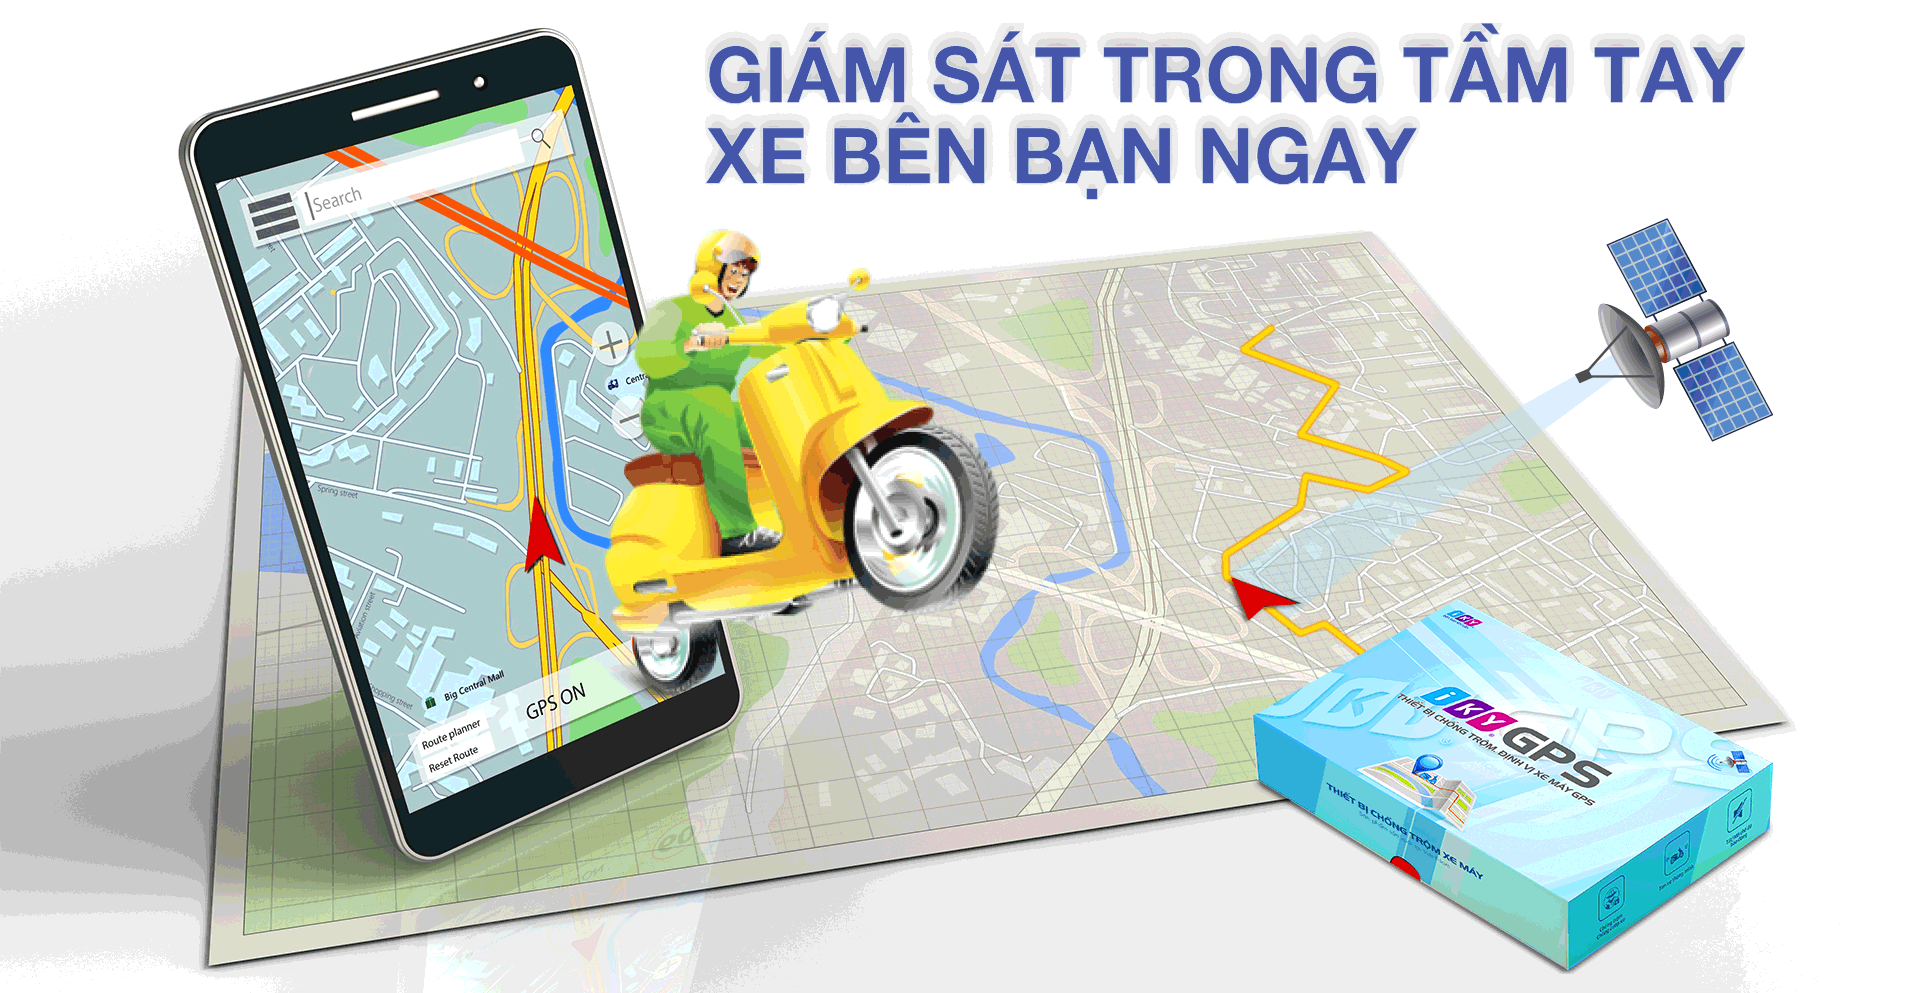 GIÁM SÁT TRONG TẦM TAY
XE BÊN BẠN NGAY
Search
Centr
Spring street
Big Central Mall
GPS ON
Route planner
Reset Route
iKY GPS
THIẾT BỊ CHỐNG TRỘM, ĐỊNH VỊ XE MÁY GPS
THIẾT BỊ CHỐNG TRỘM XE MÁY